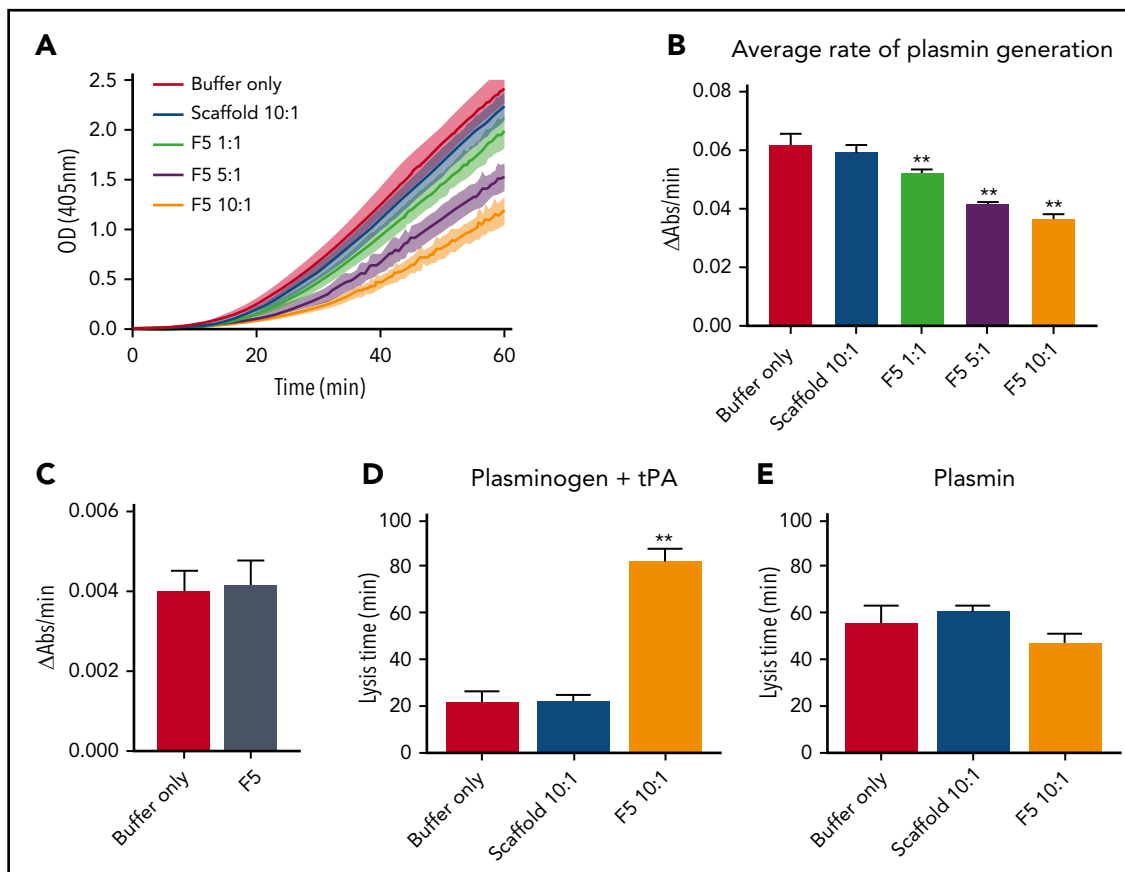 A
Buffer only
Scaffold 10:1
F5 1:1
F5 5:1
F5 10:1
2.5
2.0
1.5
1.0
0.5
0.0
OD (405nm)
0
20
40
60
Time (min)
B
Average rate of plasmin generation
0.08
0.06
0.04
0.02
0.00
ΔAbs/min
**
**
**
Buffer only
Scaffold 10:1
F5 1:1
F5 5:1
F5 10:1
C
0.006
0.004
0.002
0.000
ΔAbs/min
Buffer only
F5
D
Plasminogen + tPA
100
80
60
40
20
0
Lysis time (min)
**
Buffer only
Scaffold 10:1
F5 10:1
E
Plasmin
100
80
60
40
20
0
Lysis time (min)
Buffer only
Scaffold 10:1
F5 10:1